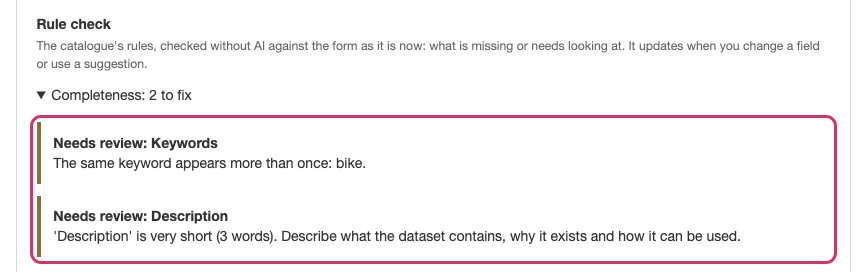 Rule check
The catalogue's rules, checked without AI against the form as it is now: what is missing or needs looking at. It updates when you change a field
or use a suggestion.
▼ Completeness: 2 to fix
Needs review: Keywords
The same keyword appears more than once: bike.
Needs review: Description
'Description' is very short (3 words). Describe what the dataset contains, why it exists and how it can be used.